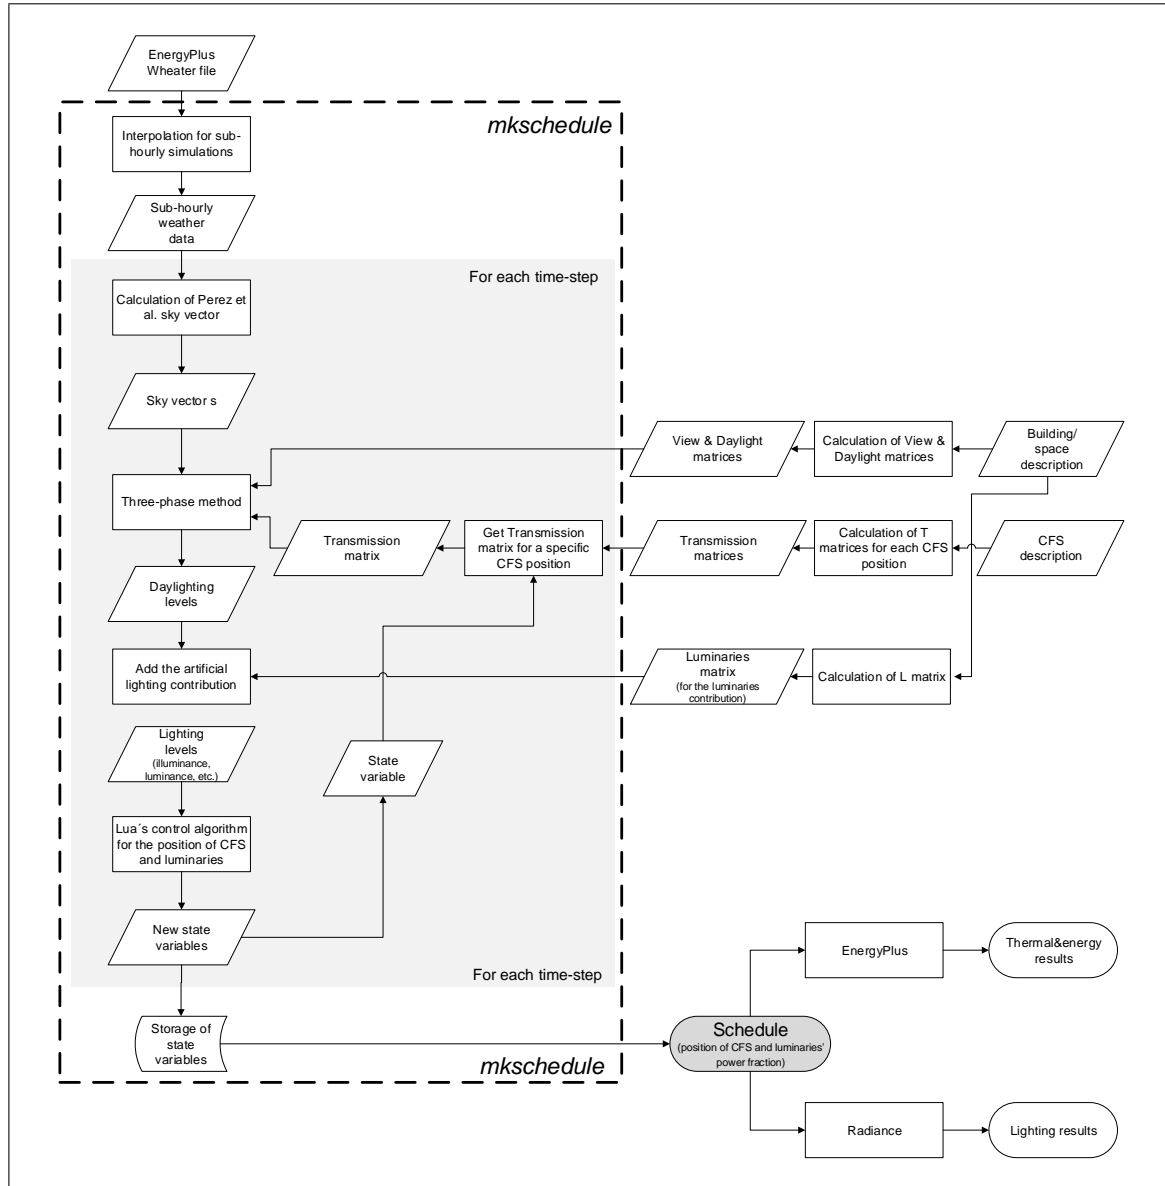 EnergyPlus
Wheater file
mkschedule
Interpolation for sub-
hourly simulations
Sub-hourly
weather
data
For each time-step
Calculation of Perez et
al. sky vector
Sky vector s
Three-phase method
View & Daylight
matrices
Calculation of View &
Daylight matrices
Building/
space
description
Transmission
matrix
Get Transmission
matrix for a specific
CFS position
Transmission
matrices
Calculation of T
matrices for each CFS
position
CFS
description
Daylighting
levels
Add the artificial
lighting contribution
Luminaries
matrix
(for the luminaries
contribution)
Calculation of L matrix
Lighting
levels
(illuminance,
luminance, etc.)
State
variable
Lua´s control algorithm
for the position of CFS
and luminaries
New state
variables
For each time-step
Storage of
state
variables
mkschedule
Schedule
(position of CFS and luminaries'
power fraction)
EnergyPlus
Thermal&energy
results
Radiance
Lighting results